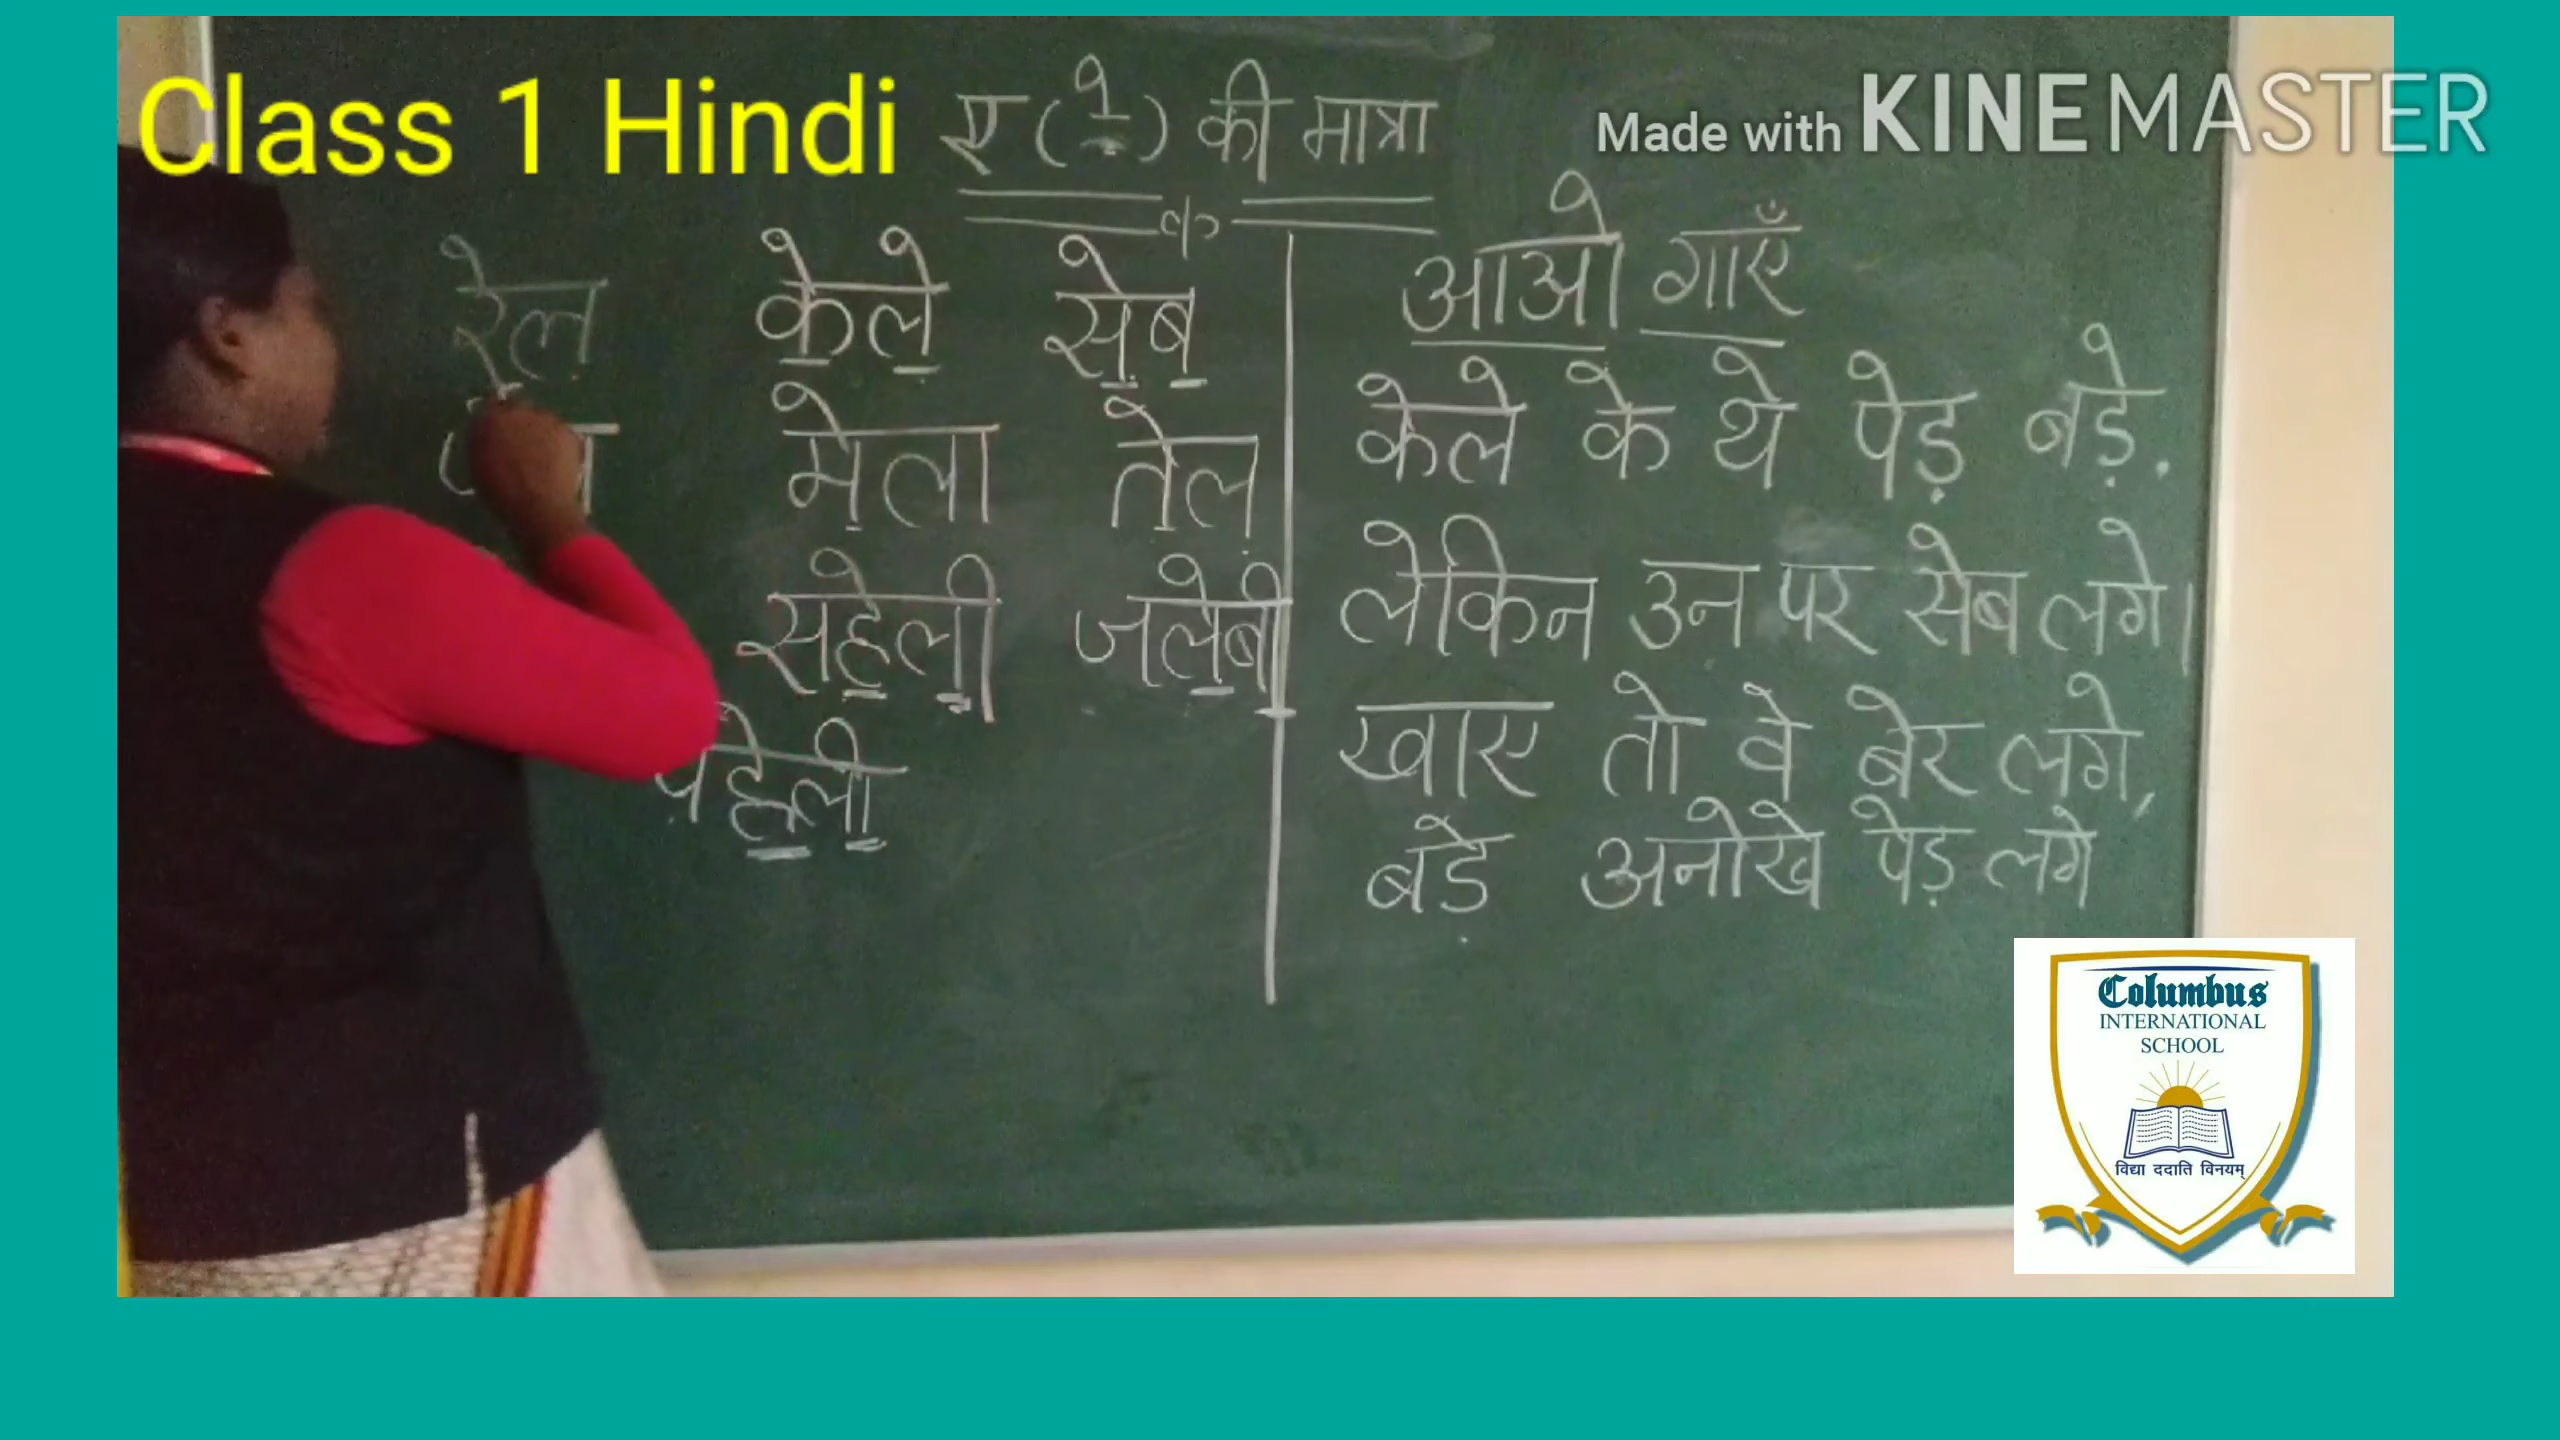 Class 1 Hindi
Made with KINEMASTER
ए ( े ) की मात्रा
क
रेल केले सेब
मेला तेल
सहेली जलेबी
पहेली
आओ गाएँ
केले के थे पेड़ बड़े.
लेकिन उन पर सेब लगे।
खाए तो वे बेर लगे,
बड़े अनोखे पेड़ लगे
Columbus
INTERNATIONAL
SCHOOL
विद्या ददाति विनयम्